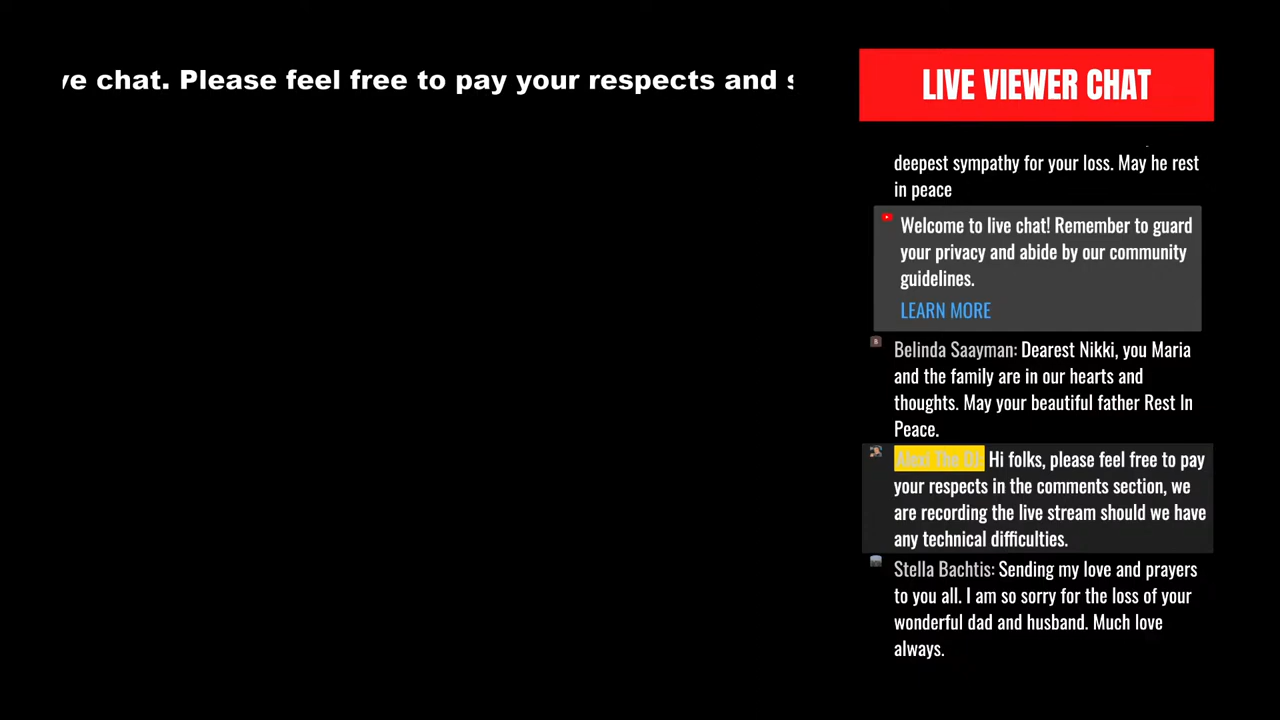 ve chat. Please feel free to pay your respects and s
LIVE VIEWER CHAT
deepest sympathy for your loss. May he rest
in peace
Welcome to live chat! Remember to guard
your privacy and abide by our community
guidelines.
LEARN MORE
Belinda Saayman: Dearest Nikki, you Maria
and the family are in our hearts and
thoughts. May your beautiful father Rest In
Peace.
Alexi The DJ: Hi folks, please feel free to pay
your respects in the comments section, we
are recording the live stream should we have
any technical difficulties.
Stella Bachtis: Sending my love and prayers
to you all. I am so sorry for the loss of your
wonderful dad and husband. Much love
always.